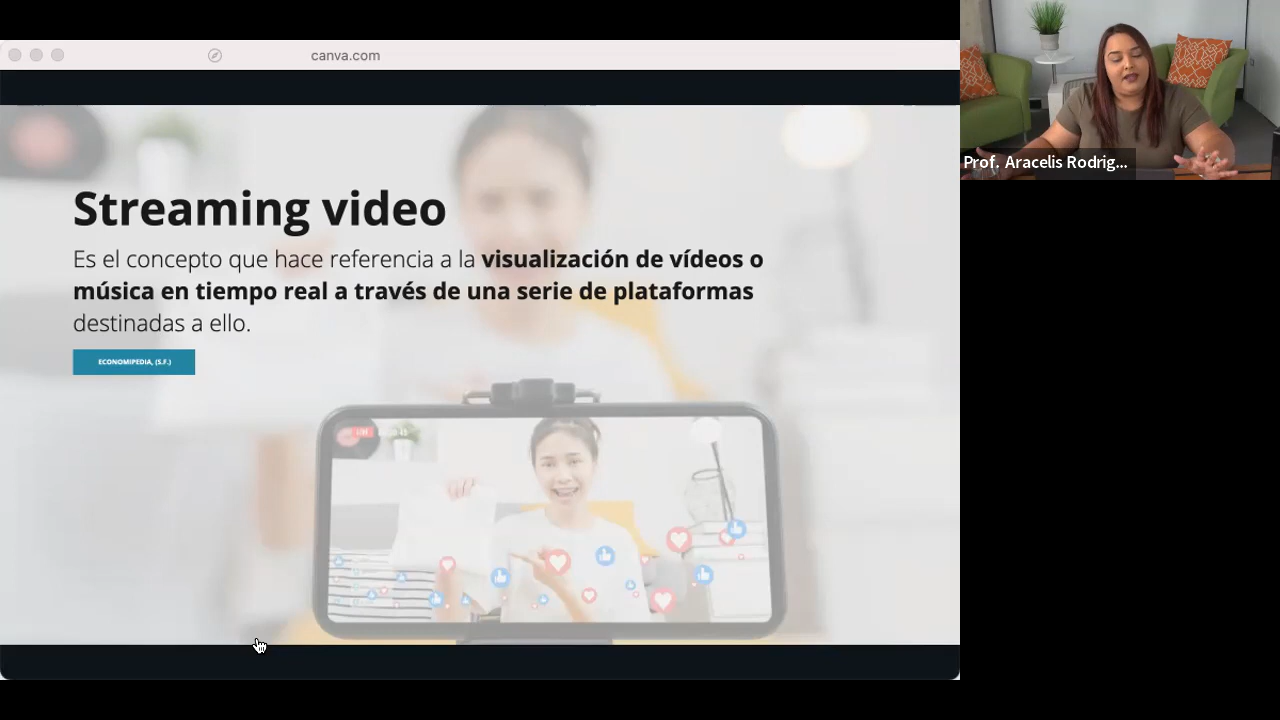 canva.com
Streaming video
Es el concepto que hace referencia a la visualización de vídeos o
música en tiempo real a través de una serie de plataformas
destinadas a ello.
ECONOMIPEDIA, (S.F.)
Prof. Aracelis Rodrig...